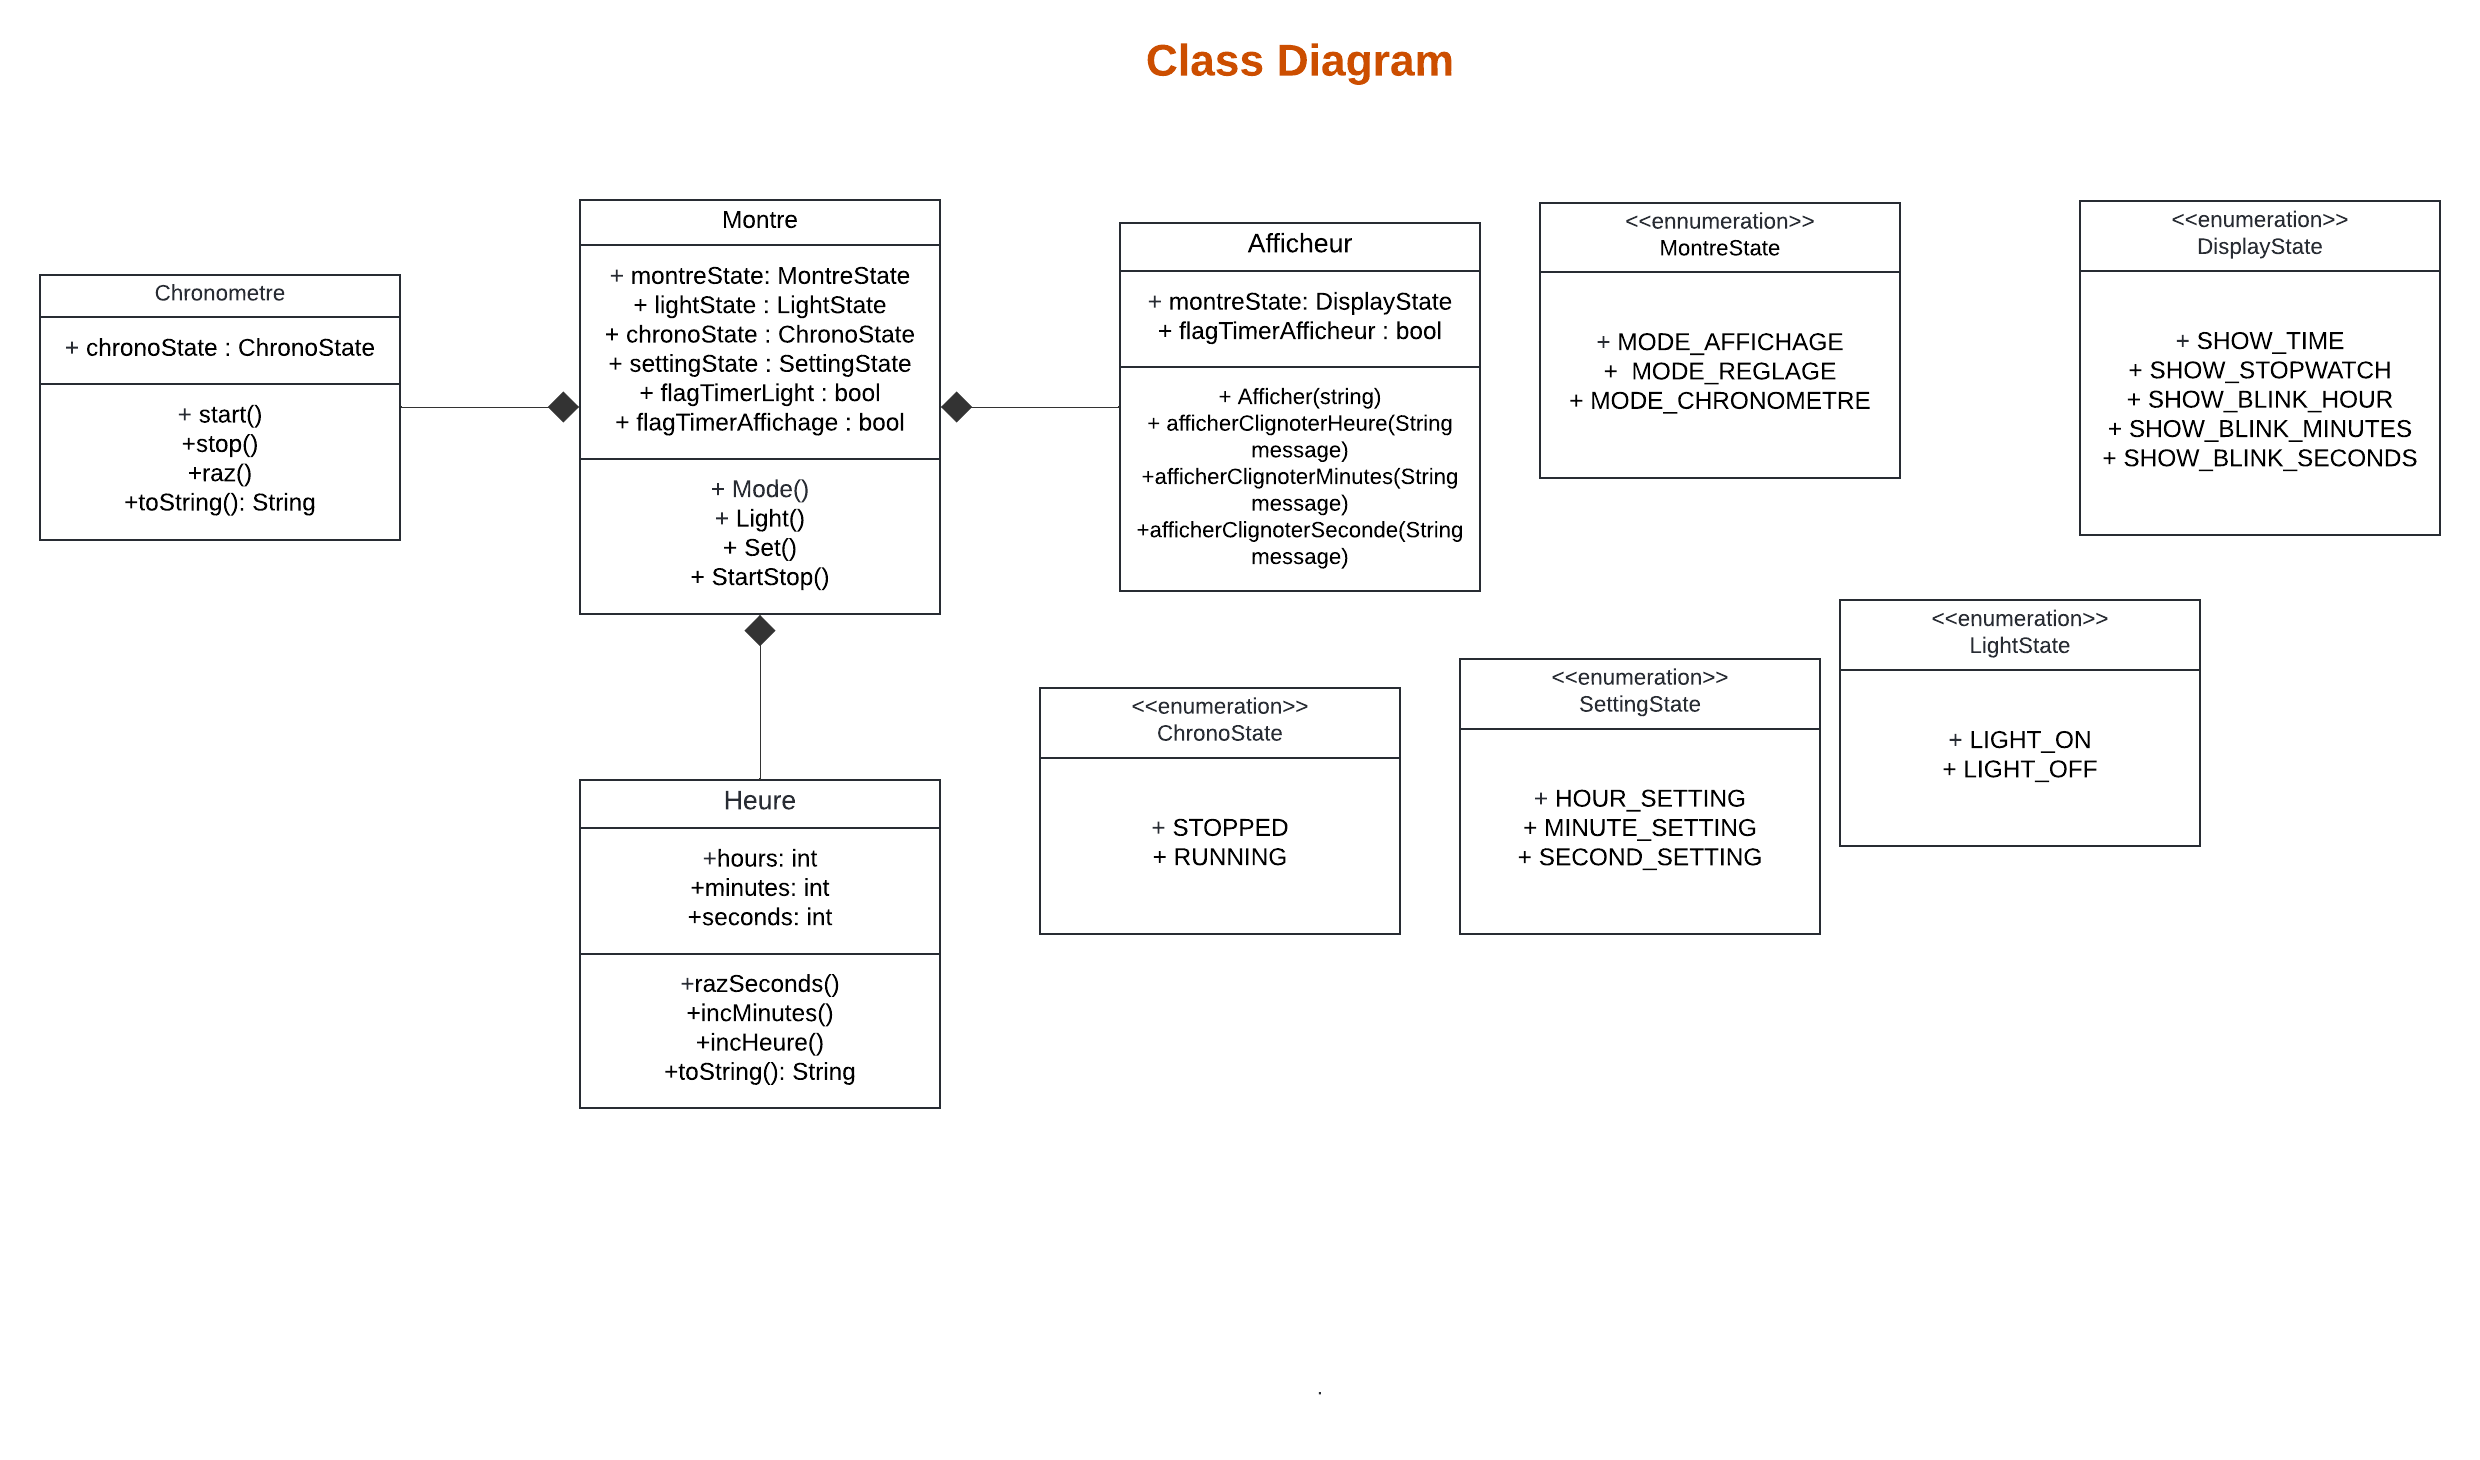 Class Diagram
Chronometre
+ chronoState : ChronoState
+ start()
+stop()
+raz()
+toString(): String
Montre
+ montreState: MontreState
+ lightState : LightState
+ chronoState : ChronoState
+ settingState : SettingState
+ flagTimerLight : bool
+ flagTimerAffichage : bool
+ Mode()
+ Light()
+ Set()
+ StartStop()
Afficheur
+ montreState: DisplayState
+ flagTimerAfficheur : bool
+ Afficher(string)
+ afficherClignoterHeure(String
message)
+afficherClignoterMinutes(String
message)
+afficherClignoterSeconde(String
message)
<<ennumeration>>
MontreState
+ MODE_AFFICHAGE
+  MODE_REGLAGE
+ MODE_CHRONOMETRE
<<enumeration>>
DisplayState
+ SHOW_TIME
+ SHOW_STOPWATCH
+ SHOW_BLINK_HOUR
+ SHOW_BLINK_MINUTES
+ SHOW_BLINK_SECONDS
Heure
+hours: int
+minutes: int
+seconds: int
+razSeconds()
+incMinutes()
+incHeure()
+toString(): String
<<enumeration>>
ChronoState
+ STOPPED
+ RUNNING
<<enumeration>>
SettingState
+ HOUR_SETTING
+ MINUTE_SETTING
+ SECOND_SETTING
<<enumeration>>
LightState
+ LIGHT_ON
+ LIGHT_OFF
.